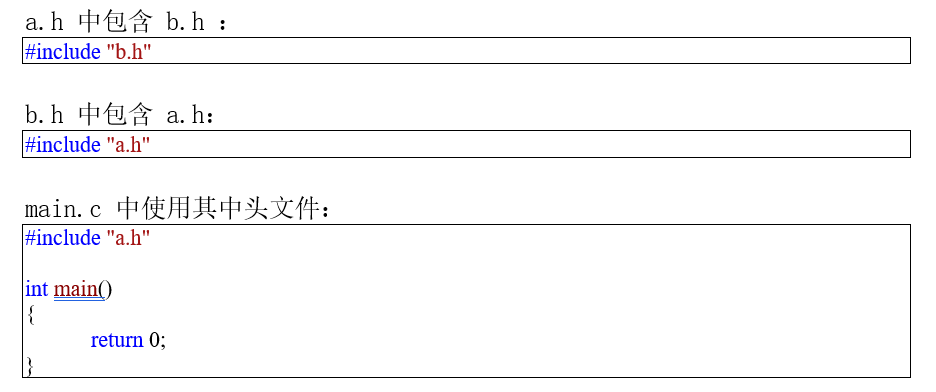 a.h 中包含 b.h :
#include "b.h"
b.h 中包含 a.h:
#include "a.h"
main.c 中使用其中头文件:
#include "a.h"
int main()
{
return 0;
}